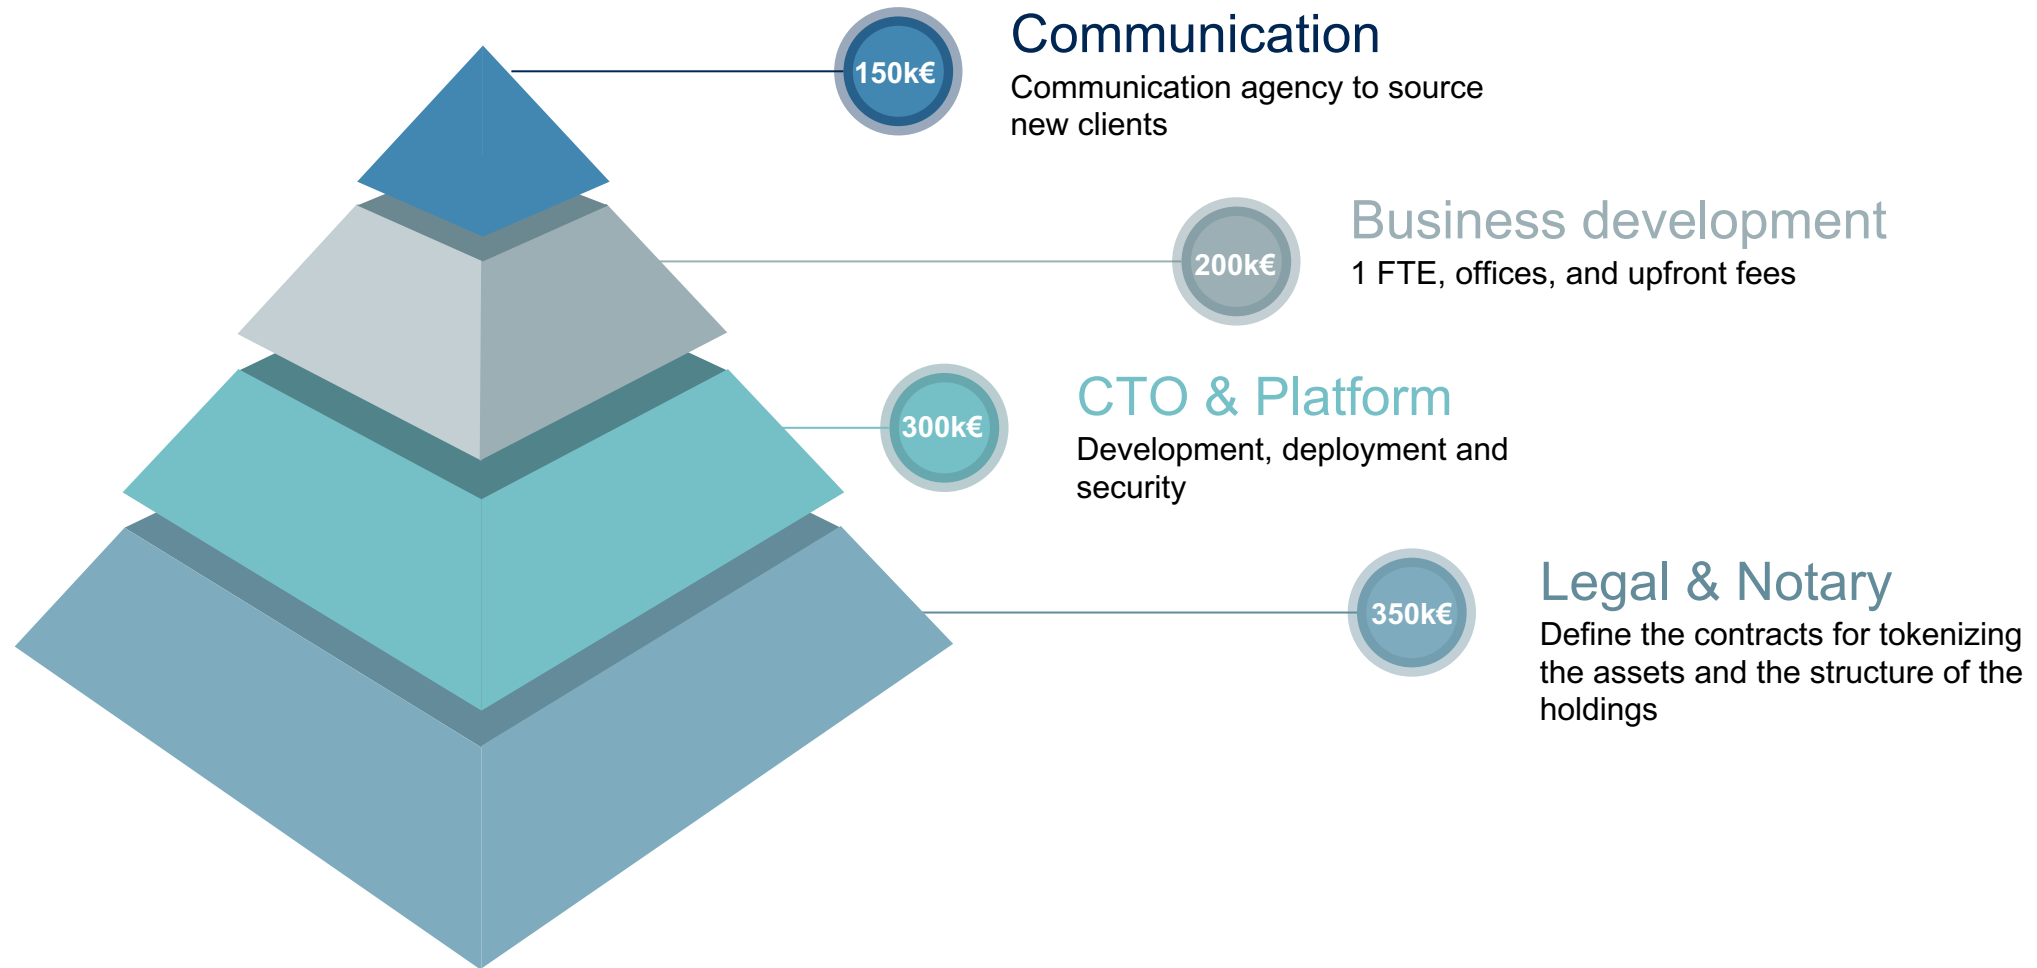 150k€
Communication
Communication agency to source
new clients
200k€
Business development
1 FTE, offices, and upfront fees
300k€
CTO & Platform
Development, deployment and
security
350k€
Legal & Notary
Define the contracts for tokenizing
the assets and the structure of the
holdings